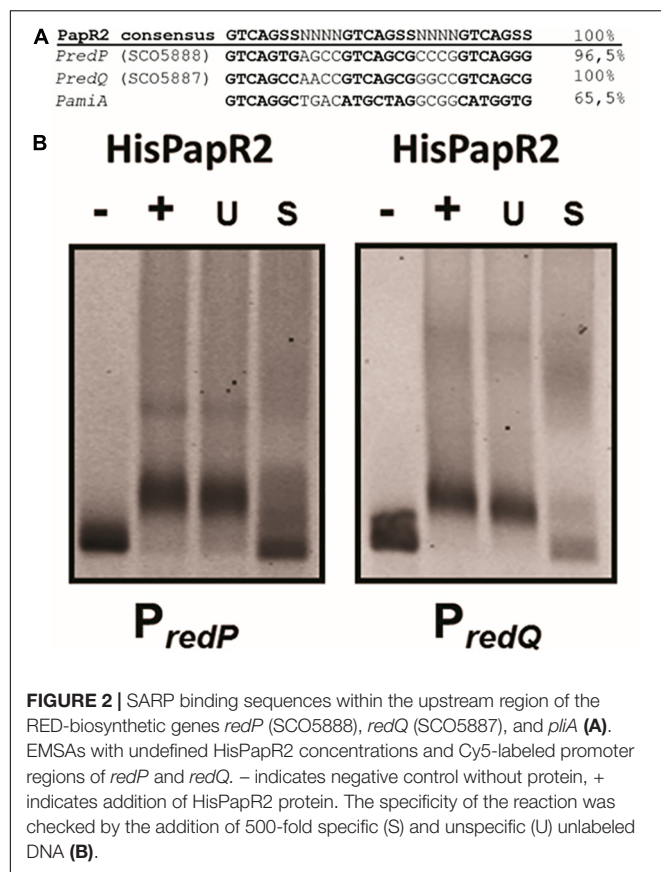 A PapR2 consensus GTCAGSSNNNNGTCAGSSNNNNGTCAGSS 100%
PredP (SCO5888) GTCAGTGAGCCGTCAGCGCCCGGTCAGGG 96,5%
PredQ (SCO5887) GTCAGCCAACCGTCAGCGGGCCGTCAGCG 100%
PamiA GTCAGGCTGACATGCTAGGCGGCATGGTG 65,5%
B HisPapR2 HisPapR2
- + U S - + U S
PredP PredQ
FIGURE 2 | SARP binding sequences within the upstream region of the
RED-biosynthetic genes redP (SCO5888), redQ (SCO5887), and pliA (A).
EMSAs with undefined HisPapR2 concentrations and Cy5-labeled promoter
regions of redP and redQ. – indicates negative control without protein, +
indicates addition of HisPapR2 protein. The specificity of the reaction was
checked by the addition of 500-fold specific (S) and unspecific (U) unlabeled
DNA (B).